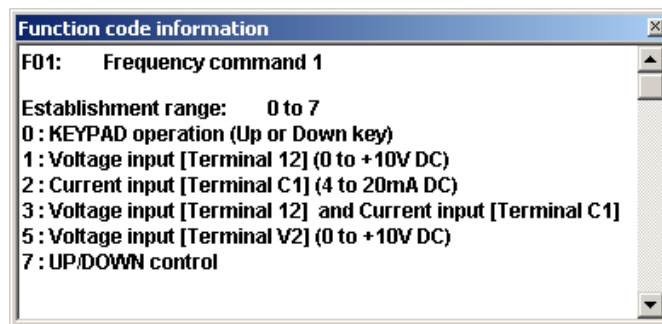 Function code information
F01: Frequency command 1
Establishment range: 0 to 7
0 : KEYPAD operation (Up or Down key)
1 : Voltage input [Terminal 12] (0 to +10V DC)
2 : Current input [Terminal C1] (4 to 20mA DC)
3 : Voltage input [Terminal 12] and Current input [Terminal C1]
5 : Voltage input [Terminal V2] (0 to +10V DC)
7 : UP/DOWN control